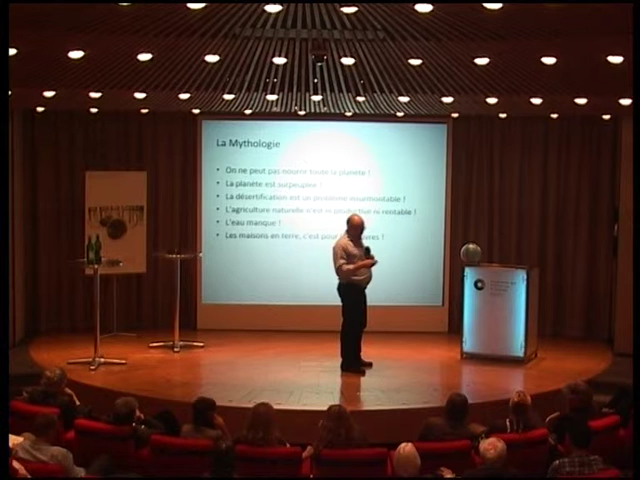 La Mythologie
• On ne peut pas nourrir toute la planète !
• La planète est surpeuplée !
• La désertification est un problème insurmontable !
• L'agriculture naturelle n'est ni productive ni rentable !
• L'eau manque !
• Les maisons en terre, c'est pour !